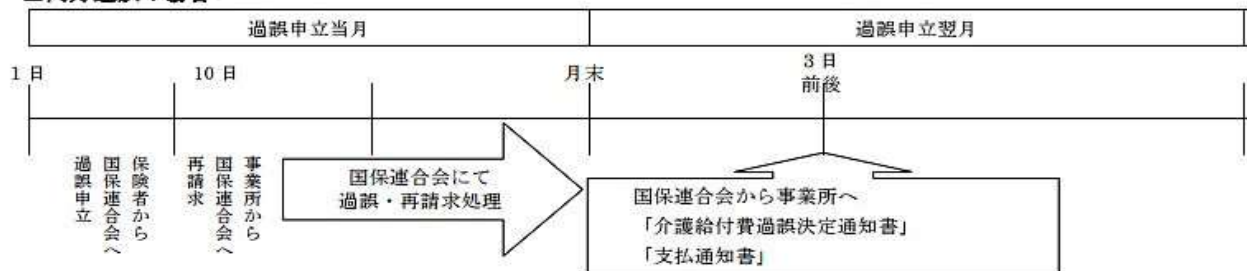 過誤申立当月
過誤申立翌月
1日
10日
月末
3日
前後
保険者から
国保連合会へ
過誤申立
事業所から
国保連合会へ
再請求
国保連合会にて
過誤・再請求処理
国保連合会から事業所へ
「介護給付費過誤決定通知書」
「支払通知書」